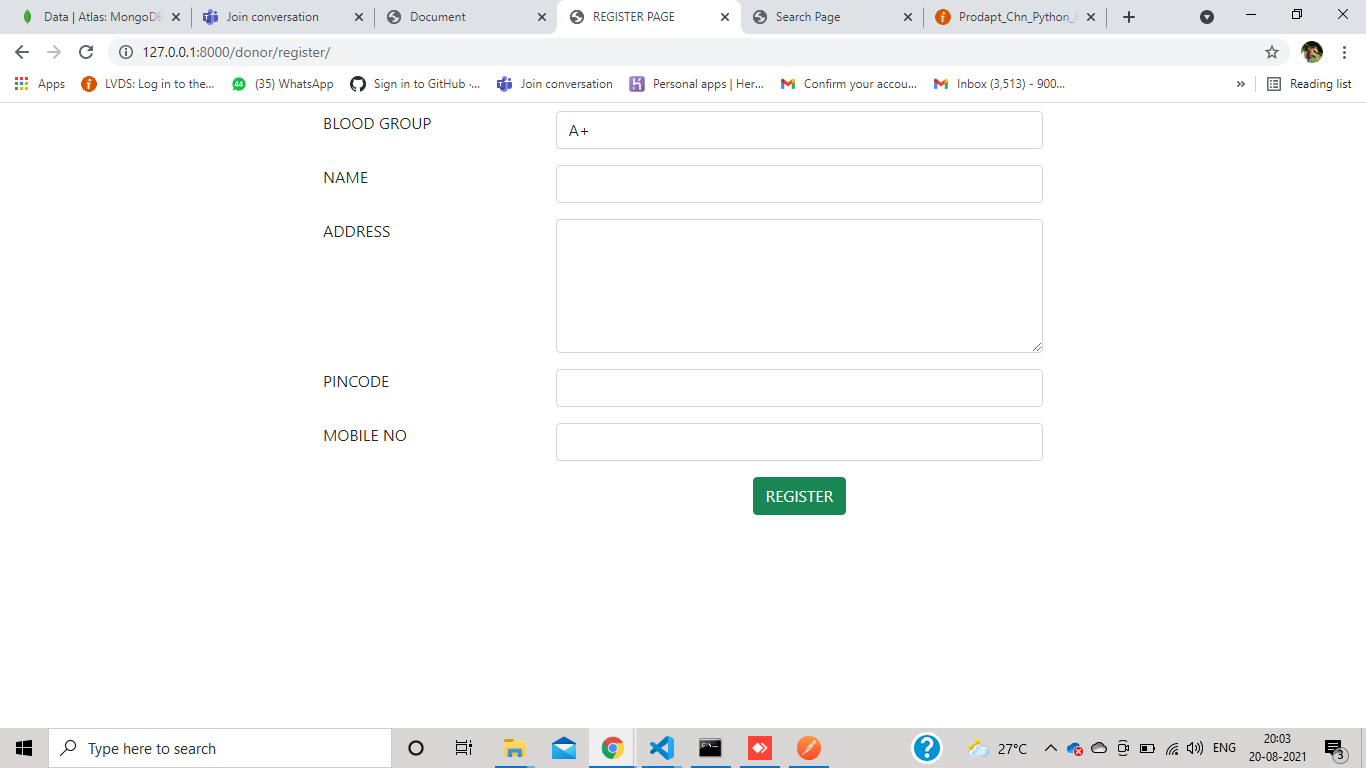 Data | Atlas: MongoDB
Join conversation
Document
REGISTER PAGE
Search Page
Prodapt_Chn_Python_
127.0.0.1:8000/donor/register/
Apps
LVDS: Log in to the...
44
(35) WhatsApp
Sign in to GitHub ·...
Join conversation
Personal apps | Her...
Confirm your accou...
Inbox (3,513) - 900...
»
Reading list
BLOOD GROUP
A+
NAME
ADDRESS
PINCODE
MOBILE NO
REGISTER
Type here to search
27°C
ENG
20:03
20-08-2021
3